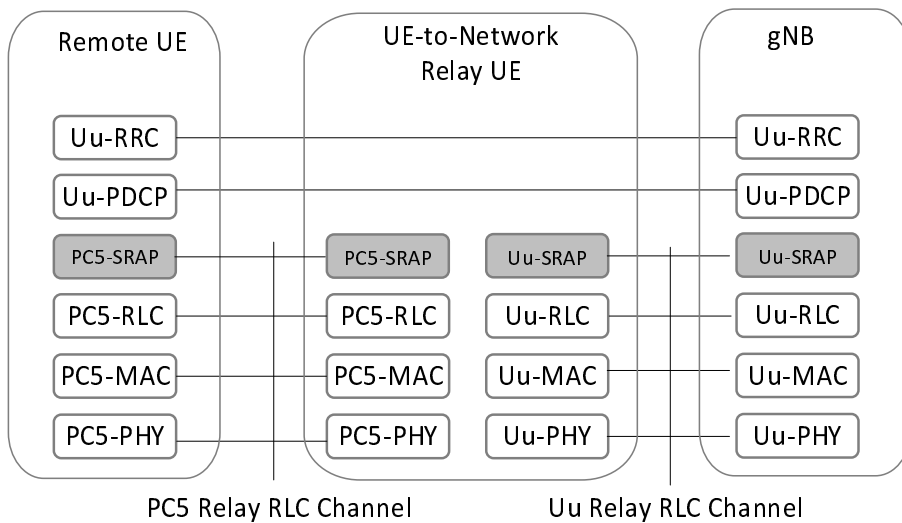 Remote UE
UE-to-Network
Relay UE
gNB
Uu-RRC
Uu-RRC
Uu-PDCP
Uu-PDCP
PC5-SRAP
PC5-SRAP
Uu-SRAP
Uu-SRAP
PC5-RLC
PC5-RLC
Uu-RLC
Uu-RLC
PC5-MAC
PC5-MAC
Uu-MAC
Uu-MAC
PC5-PHY
PC5-PHY
Uu-PHY
Uu-PHY
PC5 Relay RLC Channel
Uu Relay RLC Channel